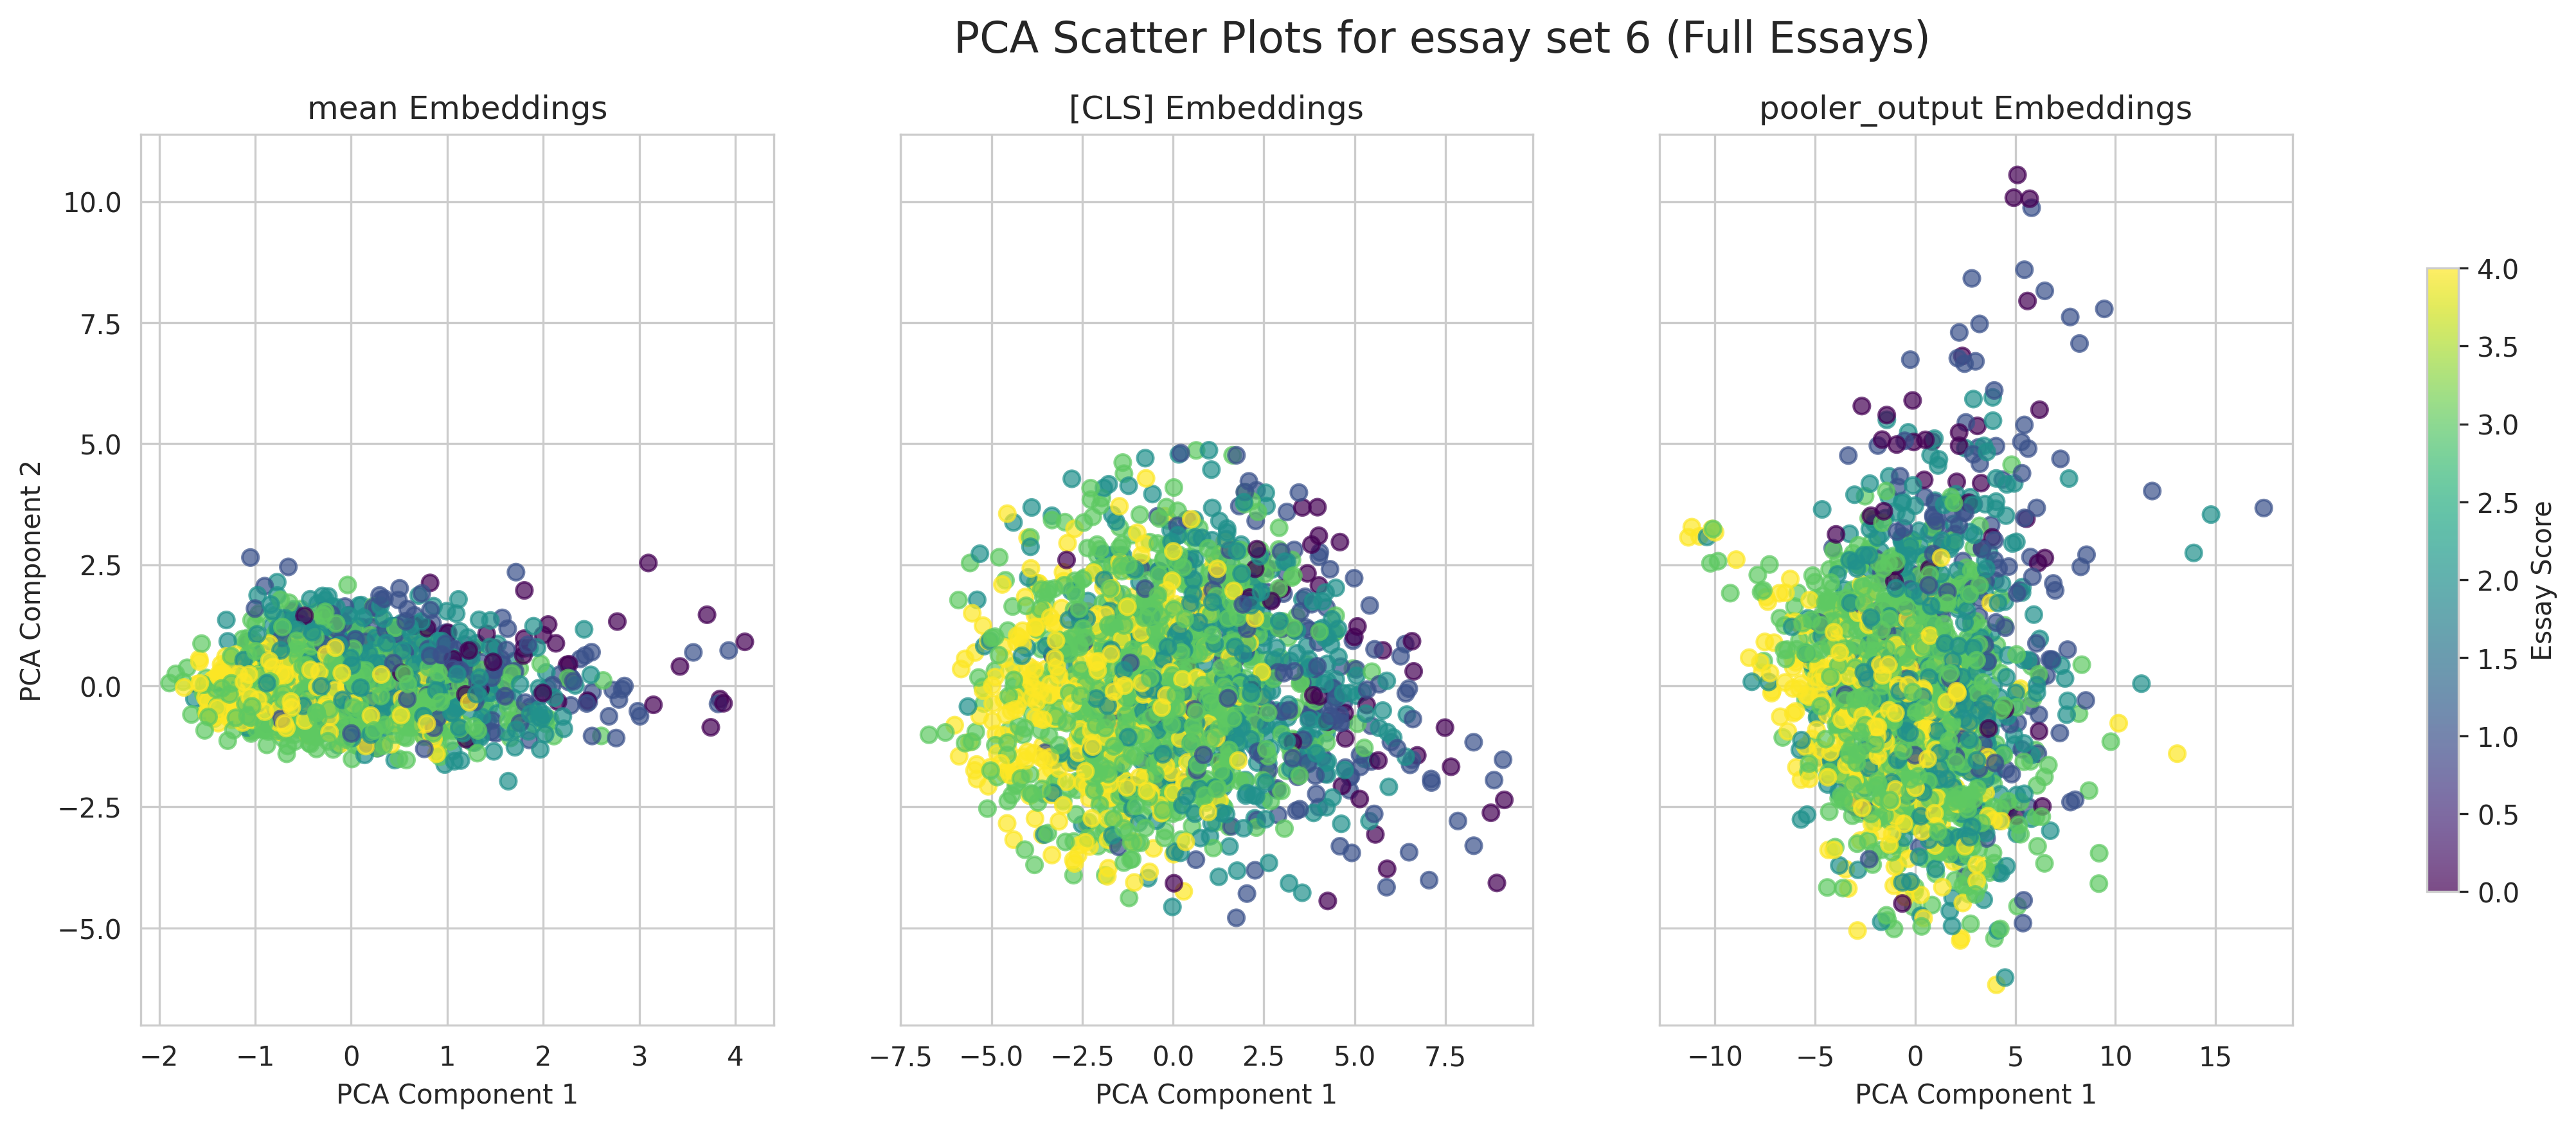 PCA Scatter Plots for essay set 6 (Full Essays)
mean Embeddings
[CLS] Embeddings
pooler_output Embeddings
PCA Component 2
10.0
7.5
5.0
2.5
0.0
−2.5
−5.0
−2 −1 0 1 2 3 4
PCA Component 1
−7.5 −5.0 −2.5 0.0 2.5 5.0 7.5
PCA Component 1
−10 −5 0 5 10 15
PCA Component 1
4.0
3.5
3.0
2.5
2.0
1.5
1.0
0.5
0.0
Essay Score